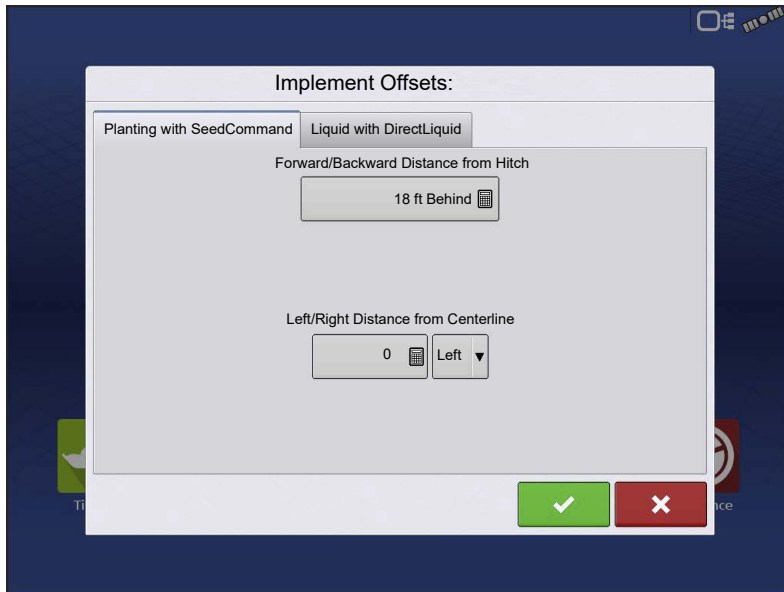 Implement Offsets:
Planting with SeedCommand
Liquid with DirectLiquid
Forward/Backward Distance from Hitch
18 ft Behind
Left/Right Distance from Centerline
0
Left